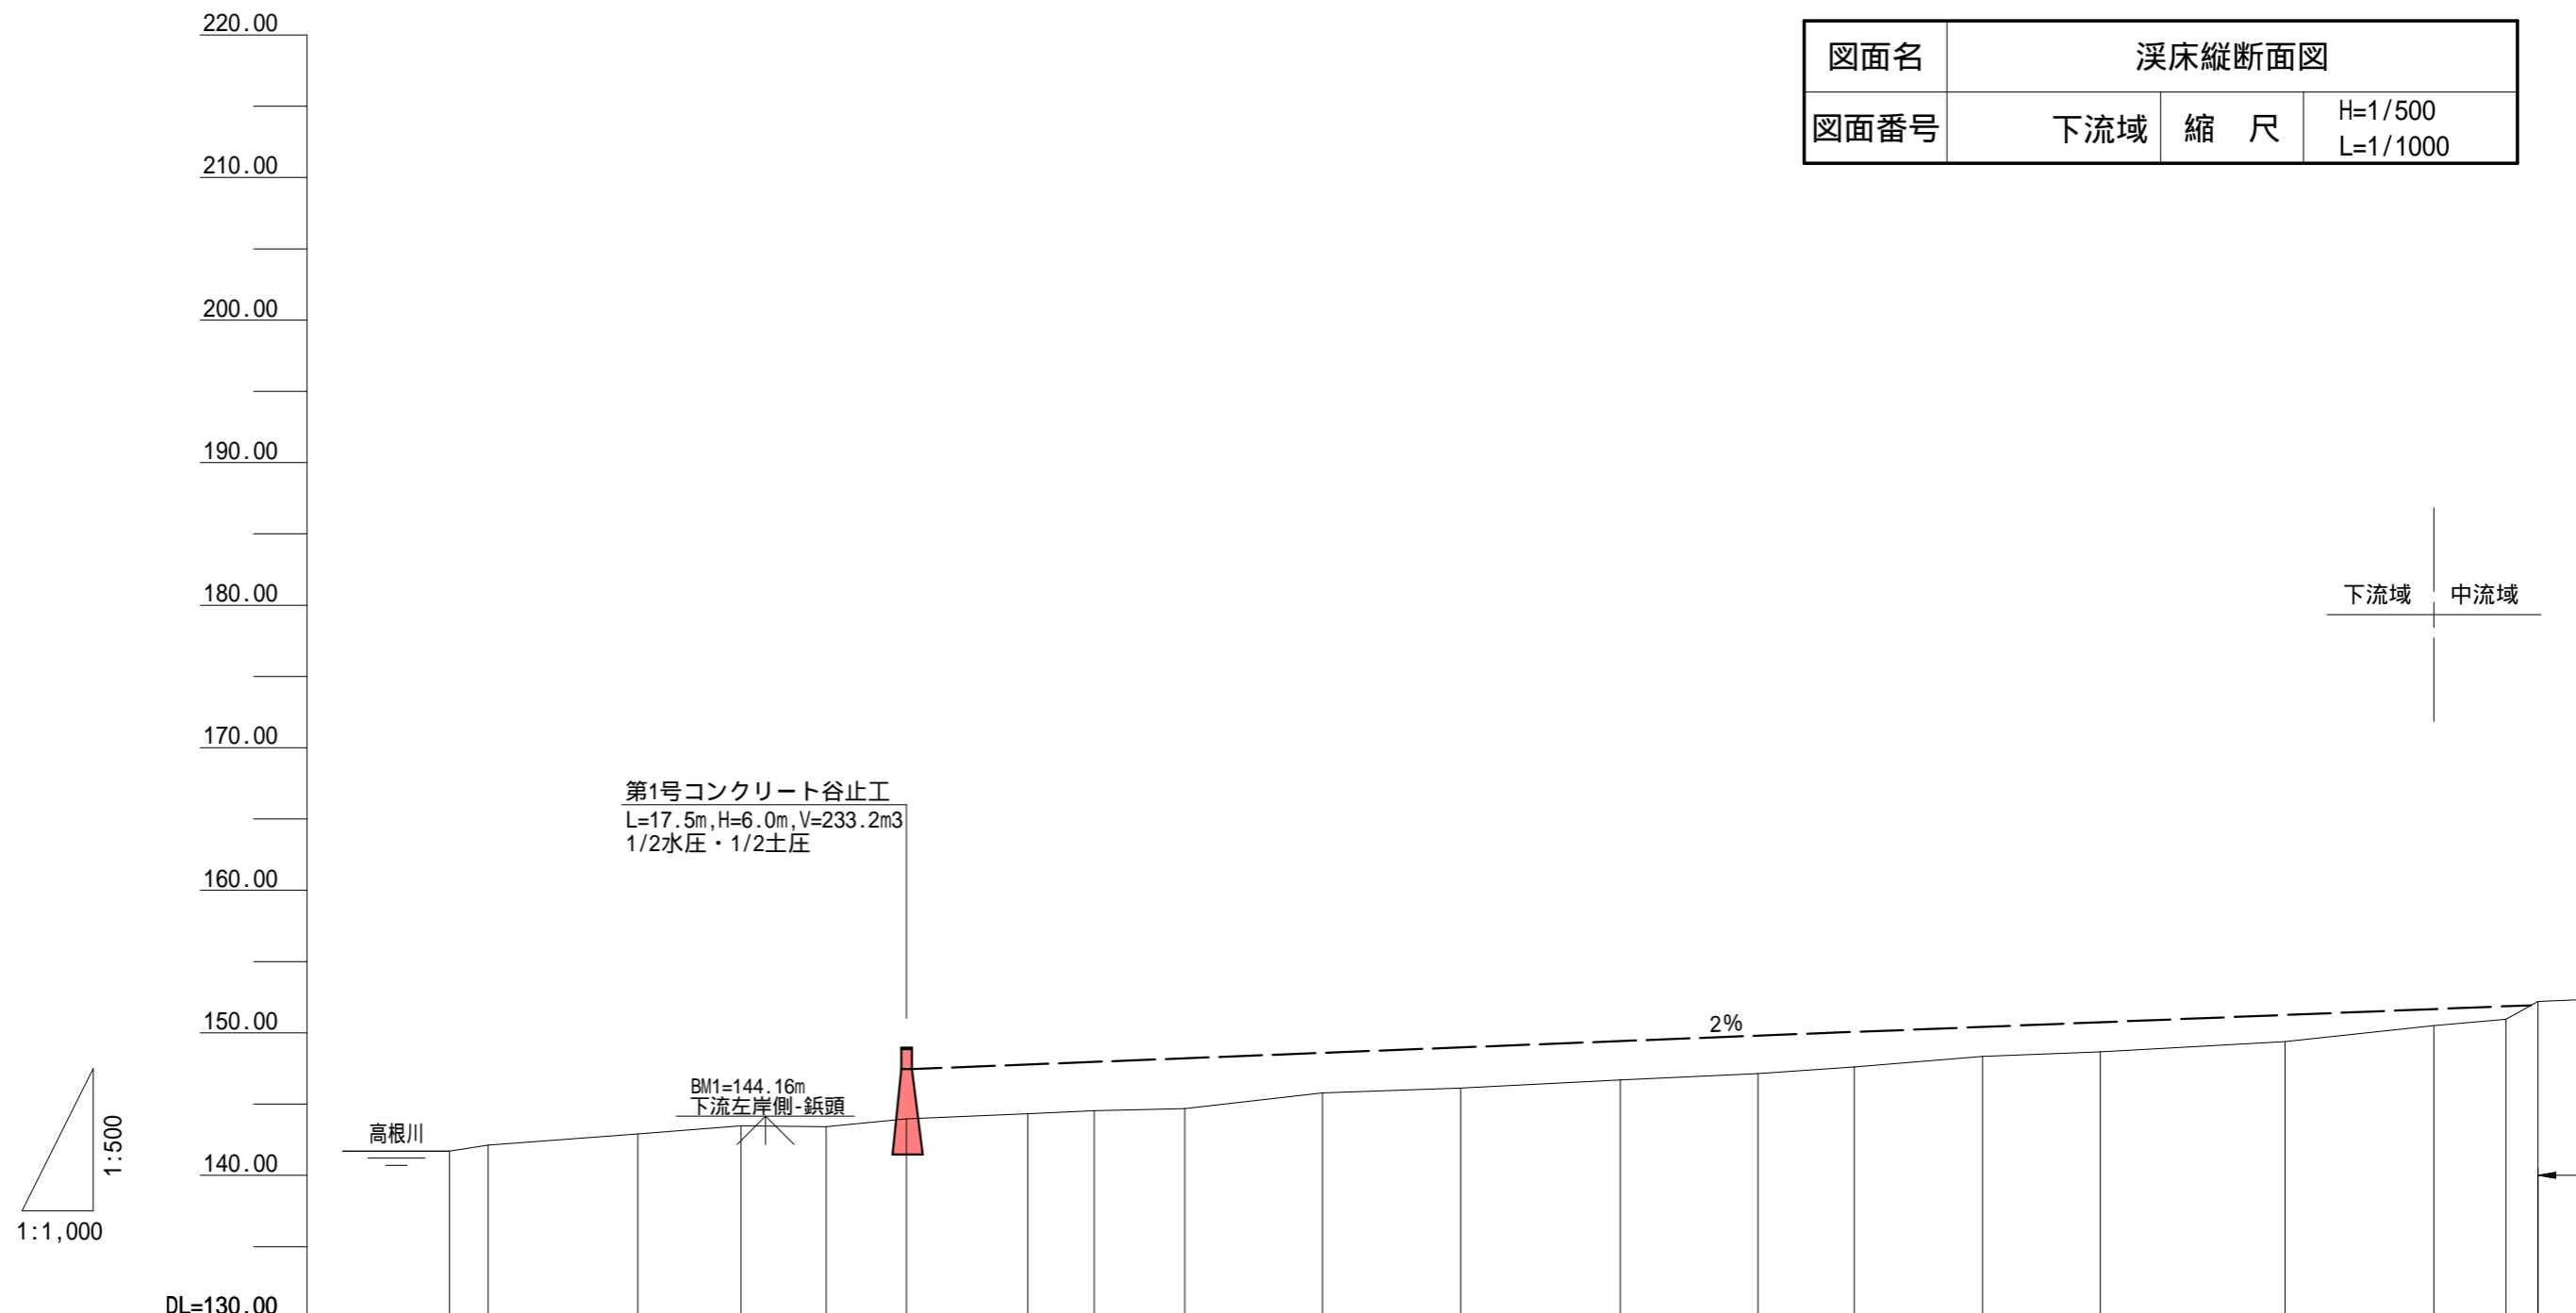 図面名 渓床縦断面図
図面番号 下流域 縮 尺 H=1/500
L=1/1000
220.00
210.00
200.00
190.00
180.00
170.00
160.00
150.00
140.00
DL=130.00
下流域 中流域
第1号コンクリート谷止工
L=17.5m,H=6.0m,V=233.2m3
1/2水圧・1/2土圧
2%
BM1=144.16m
下流左岸側-鋲頭
高根川
1:500
1:1,000